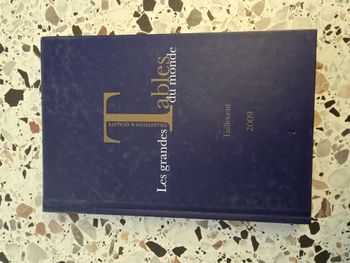 Les grandes
Tables
du monde
TRADITIONS & QUALITÉ
Taillevent
2009